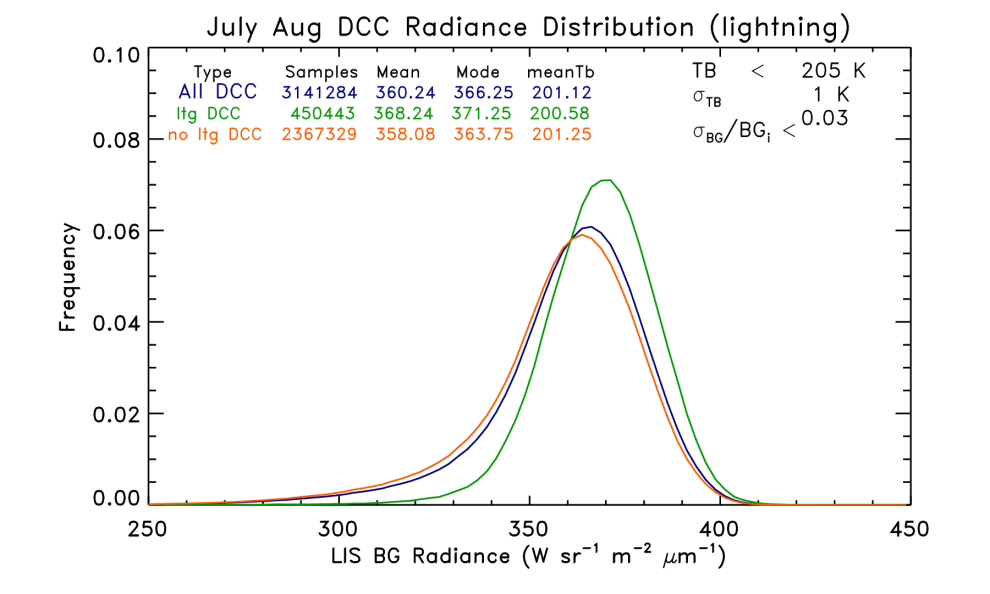 July Aug DCC Radiance Distribution (lightning)
Type Samples Mean Mode meanTb
All DCC 3141284 360.24 366.25 201.12
ltg DCC 450443 368.24 371.25 200.58
no ltg DCC 2367329 358.08 363.75 201.25
TB < 205 K
σTB 1 K
σBG/BGi < 0.03
Frequency
0.10
0.08
0.06
0.04
0.02
0.00
250 300 350 400 450
LIS BG Radiance (W sr⁻¹ m⁻² μm⁻¹)